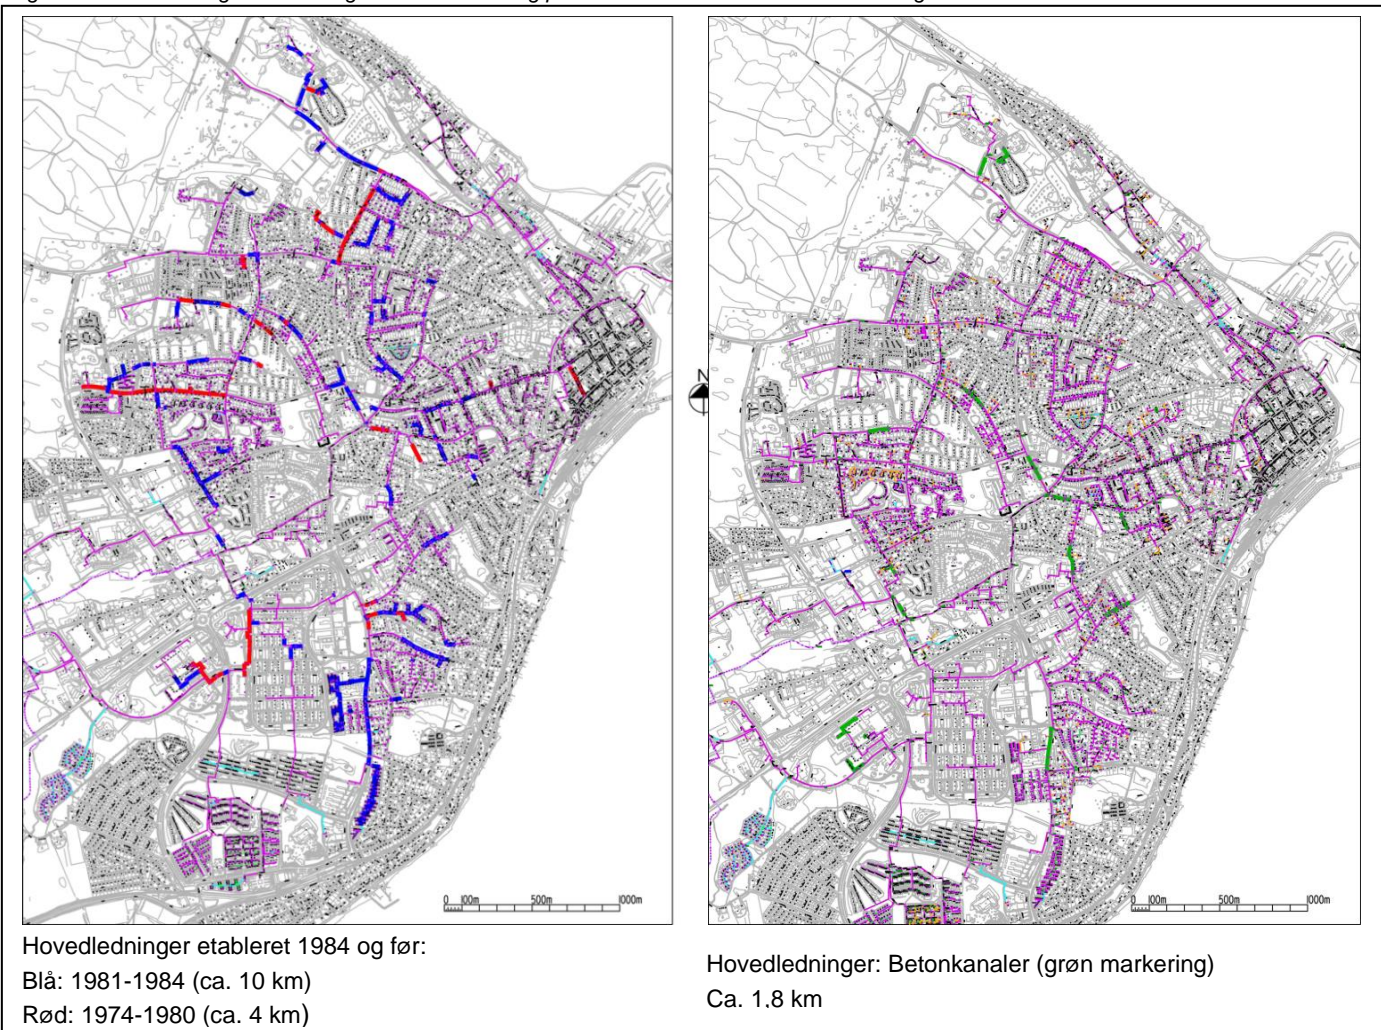 0 100m 500m 1000m
N
0 100m 500m 1000m
Hovedledninger etableret 1984 og før:
Blå: 1981-1984 (ca. 10 km)
Rød: 1974-1980 (ca. 4 km)
Hovedledninger: Betonkanaler (grøn markering)
Ca. 1,8 km